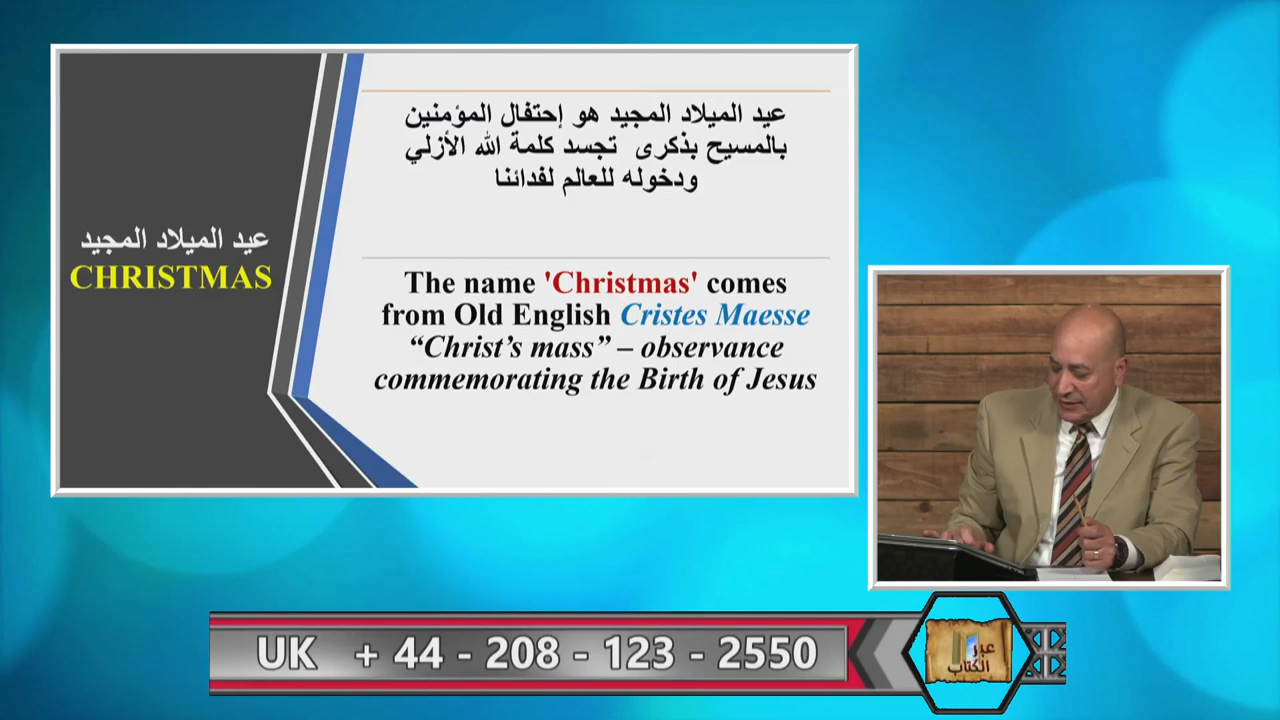 عيد الميلاد المجيد
CHRISTMAS
عيد الميلاد المجيد هو إحتفال المؤمنين
بالمسيح بذكرى تجسد كلمة الله الأزلي
ودخوله للعالم لفدائنا
The name 'Christmas' comes
from Old English Cristes Maesse
“Christ’s mass” – observance
commemorating the Birth of Jesus
UK + 44 - 208 - 123 - 2550
عبر
الكتاب